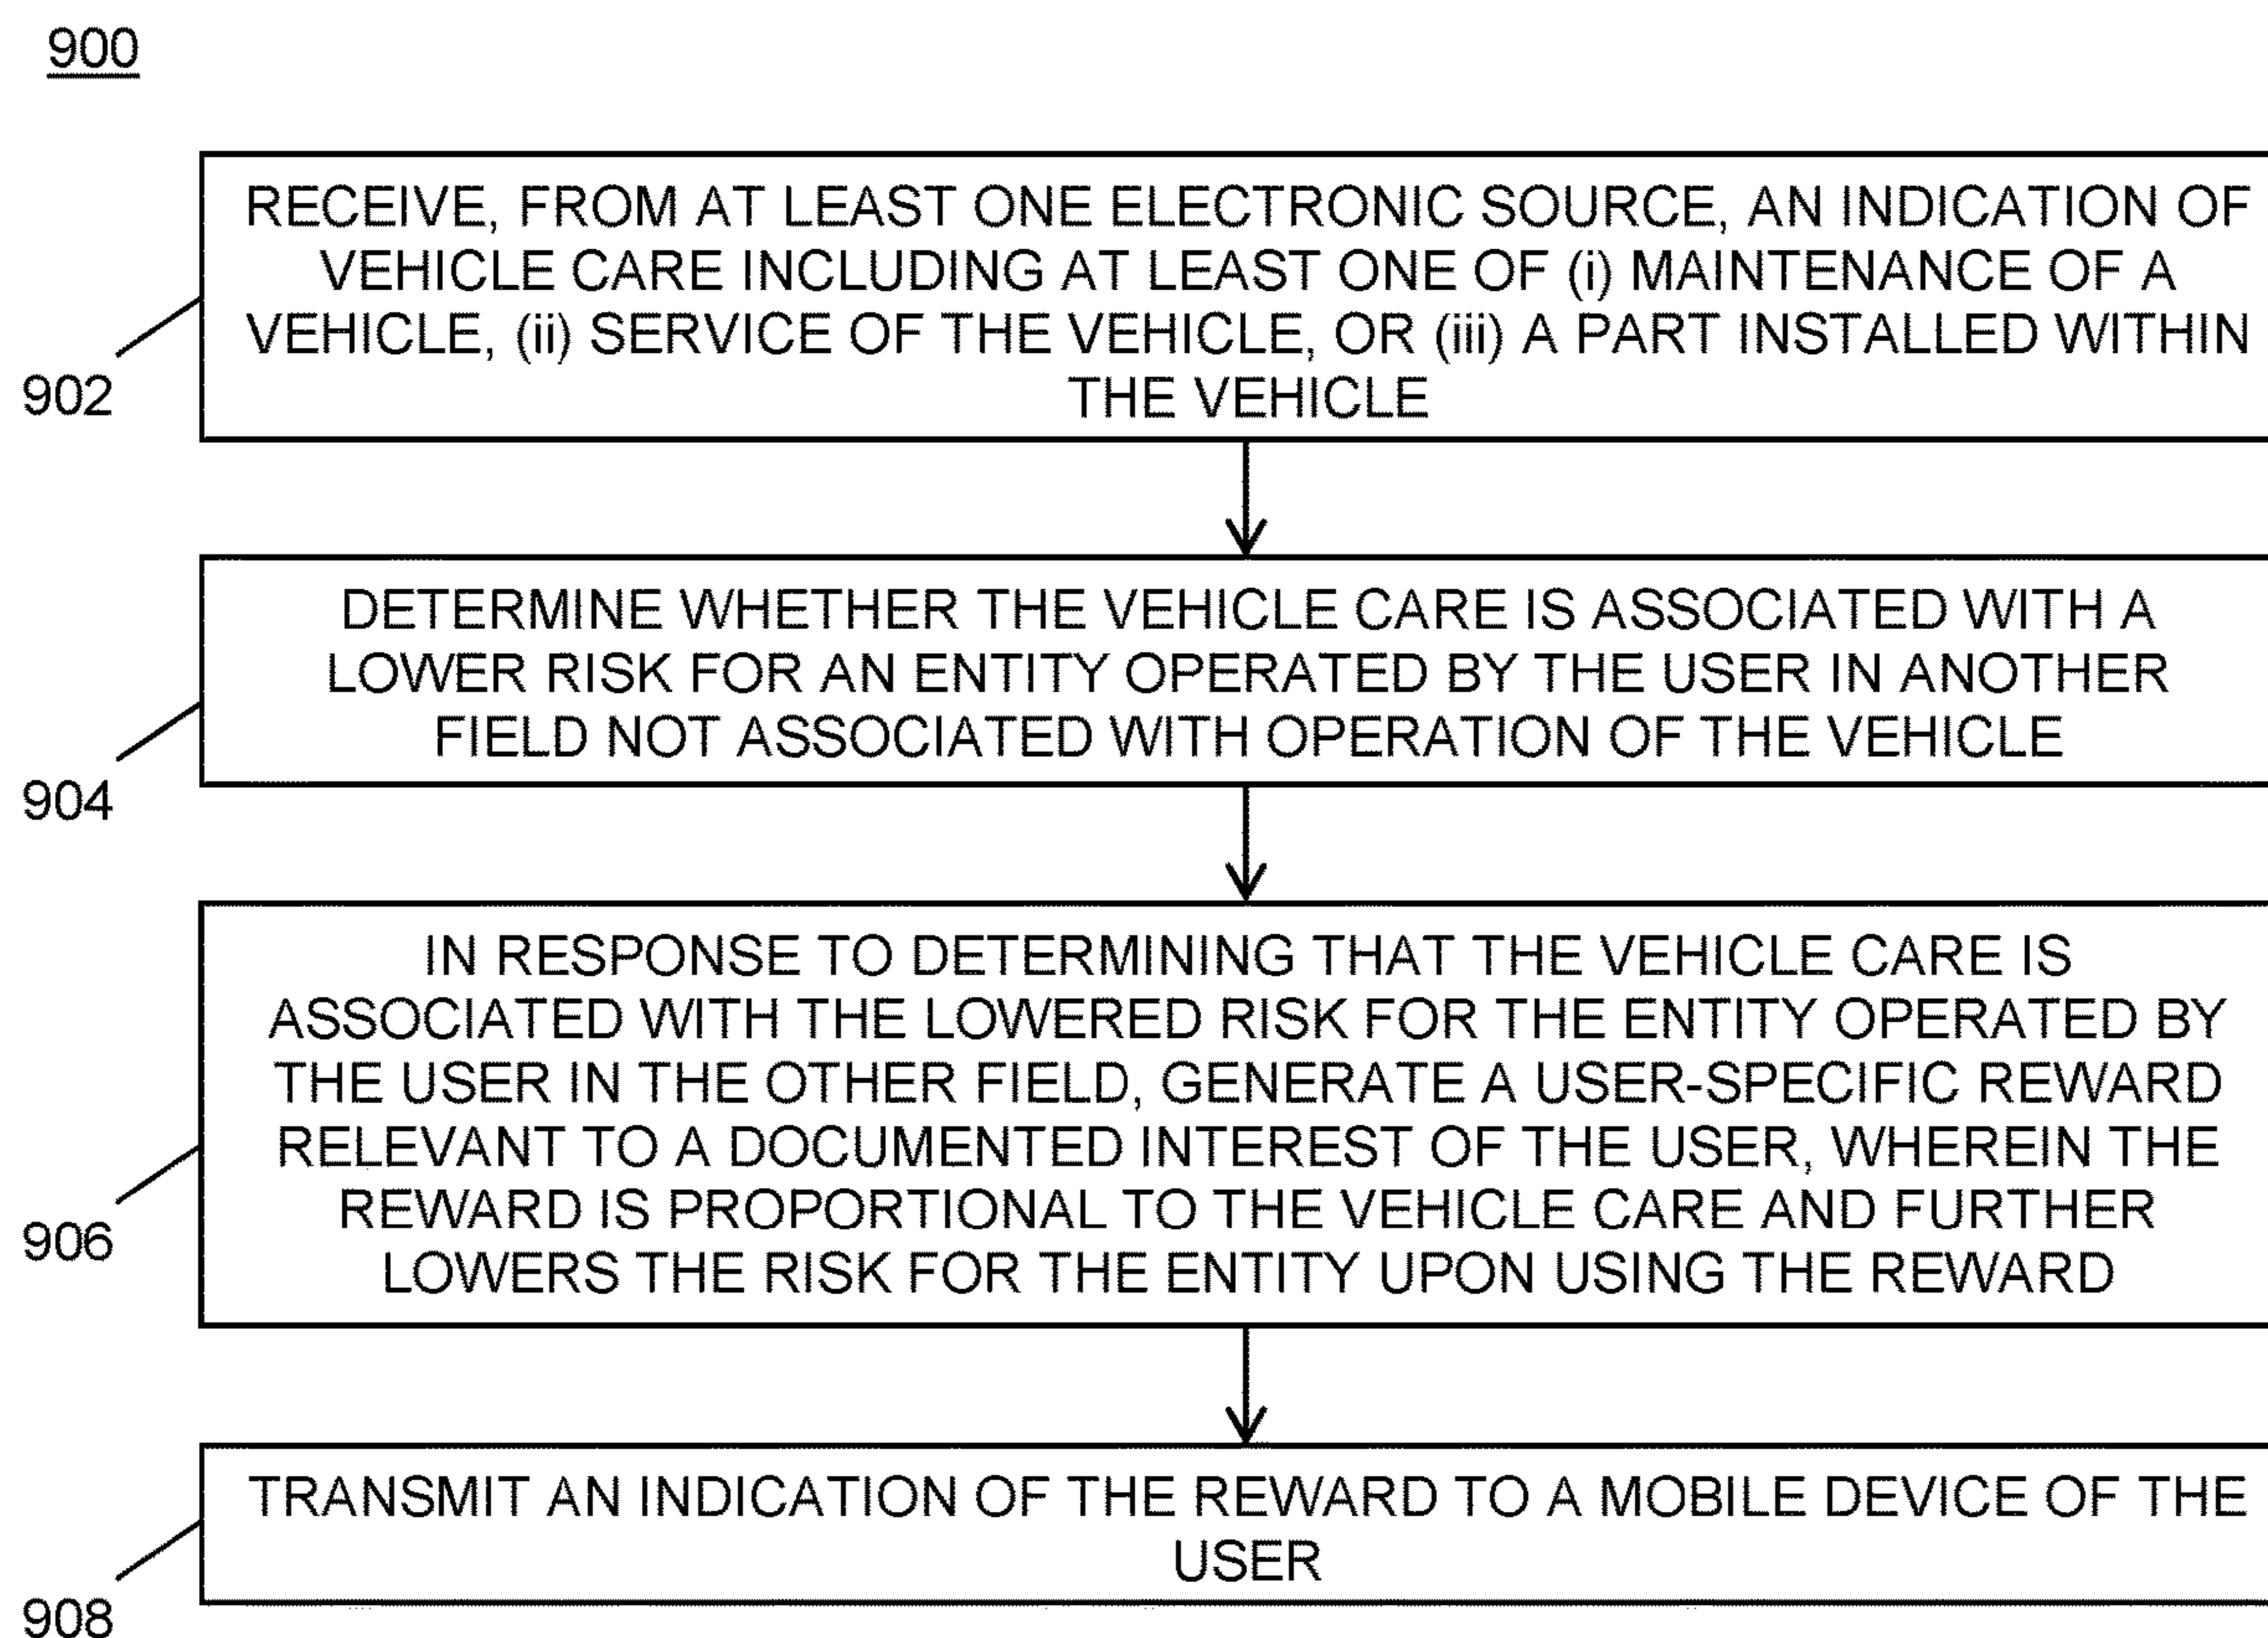 900
RECEIVE, FROM AT LEAST ONE ELECTRONIC SOURCE, AN INDICATION OF
VEHICLE CARE INCLUDING AT LEAST ONE OF (i) MAINTENANCE OF A
VEHICLE, (ii) SERVICE OF THE VEHICLE, OR (iii) A PART INSTALLED WITHIN
THE VEHICLE
902
DETERMINE WHETHER THE VEHICLE CARE IS ASSOCIATED WITH A
LOWER RISK FOR AN ENTITY OPERATED BY THE USER IN ANOTHER
FIELD NOT ASSOCIATED WITH OPERATION OF THE VEHICLE
904
IN RESPONSE TO DETERMINING THAT THE VEHICLE CARE IS
ASSOCIATED WITH THE LOWERED RISK FOR THE ENTITY OPERATED BY
THE USER IN THE OTHER FIELD, GENERATE A USER-SPECIFIC REWARD
RELEVANT TO A DOCUMENTED INTEREST OF THE USER, WHEREIN THE
REWARD IS PROPORTIONAL TO THE VEHICLE CARE AND FURTHER
LOWERS THE RISK FOR THE ENTITY UPON USING THE REWARD
906
TRANSMIT AN INDICATION OF THE REWARD TO A MOBILE DEVICE OF THE
USER
908